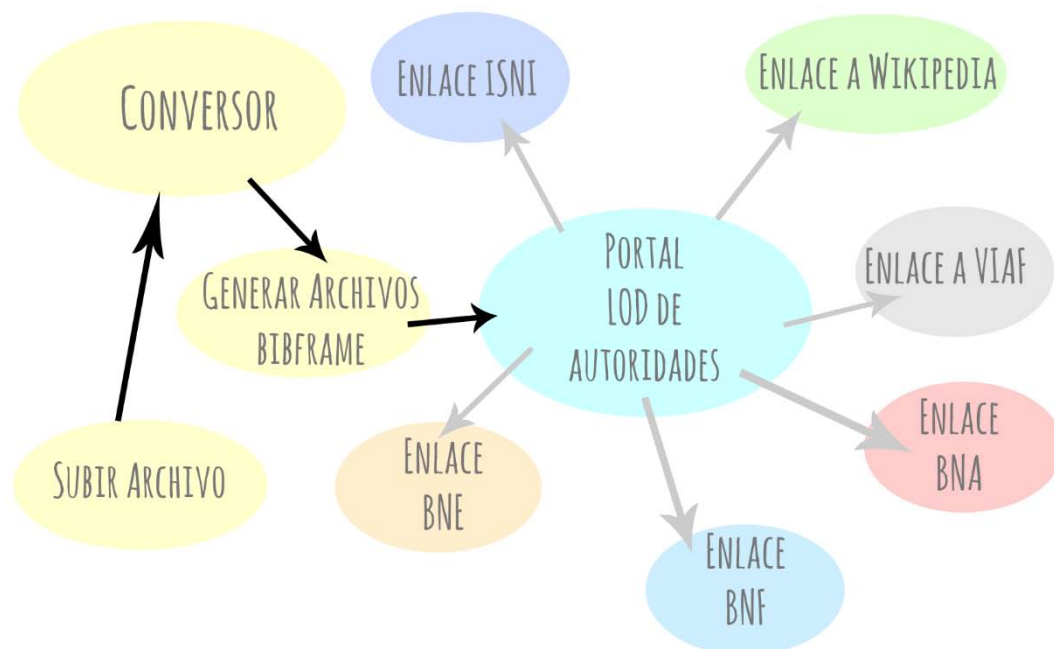 Conversor
Enlace ISNI
Enlace a Wikipedia
Generar Archivos
BIBFRAME
Portal
LOD de
autoridades
Enlace a VIAF
Subir Archivo
Enlace
BNE
Enlace
BNF
Enlace
BNA